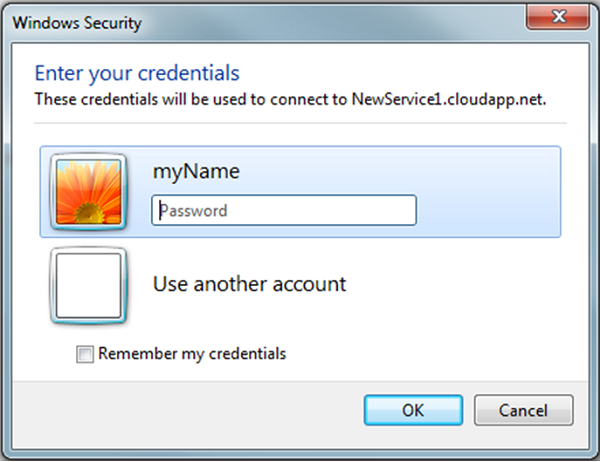 Windows Security
Enter your credentials
These credentials will be used to connect to NewService1.cloudapp.net.
myName
Password
Use another account
Remember my credentials
OK
Cancel